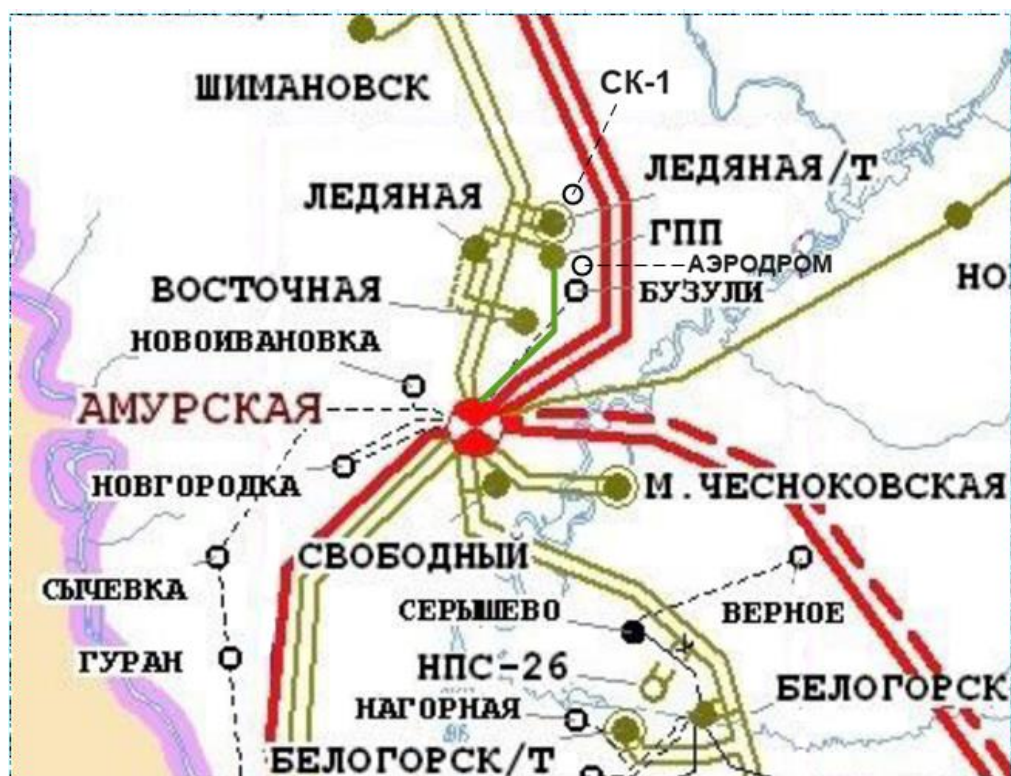 ШИМАНОВСК
СК-1
ЛЕДЯНАЯ/Т
ЛЕДЯНАЯ
ГПП
АЭРОДРОМ
ВОСТОЧНАЯ
БУЗУЛИ
НО
НОВОИВАНОВКА
АМУРСКАЯ
НОВГОРОДКА
М.ЧЕСНОКОВСКАЯ
СВОБОДНЫЙ
СЫЧЕВКА
СЕРЫШЕВО
ВЕРНОЕ
ГУРАН
НПС-26
БЕЛОГОРСК
НАГОРНАЯ
БЕЛОГОРСК/Т